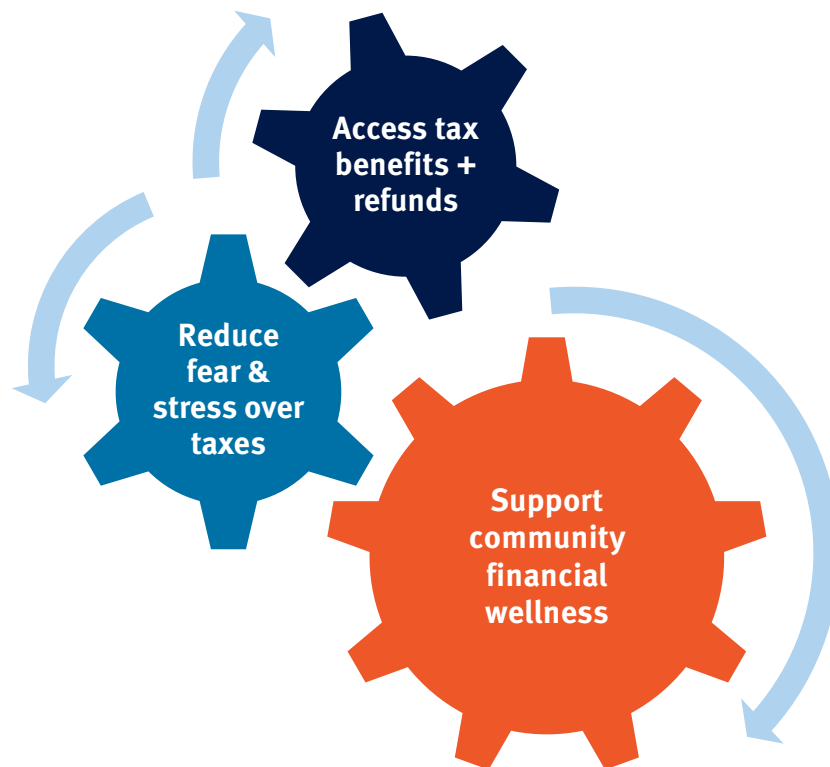 Access tax
benefits +
refunds
Reduce
fear &
stress over
taxes
Support
community
financial
wellness